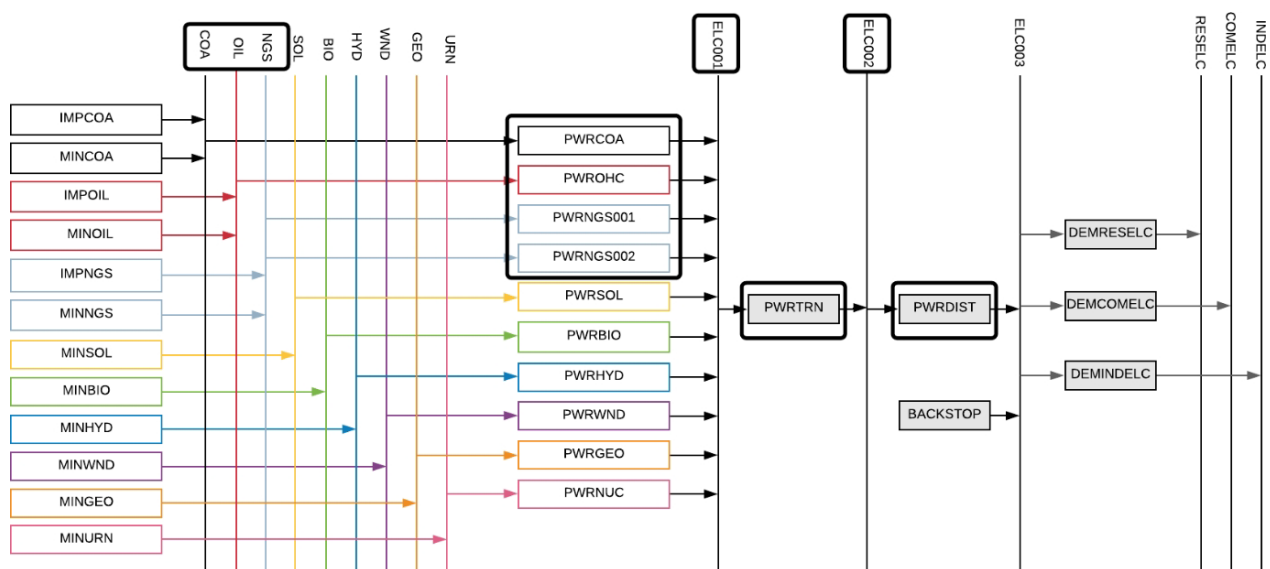 COA
OIL
NGS
SOL
BIO
HYD
WND
GEO
URN
ELC001
ELC002
ELC003
RESELC
COMELC
INDELC
IMPCOA
MINCOA
IMPOIL
MINOIL
IMPNGS
MINNGS
MINSOL
MINBIO
MINHYD
MINWND
MINGEO
MINURN
PWRCOA
PWROHC
PWRNGS001
PWRNGS002
PWRSOL
PWRBIO
PWRHYD
PWRWND
PWRGEO
PWRNUC
PWRTRN
PWRDIST
BACKSTOP
DEMRESELC
DEMCOMELC
DEMINDELC